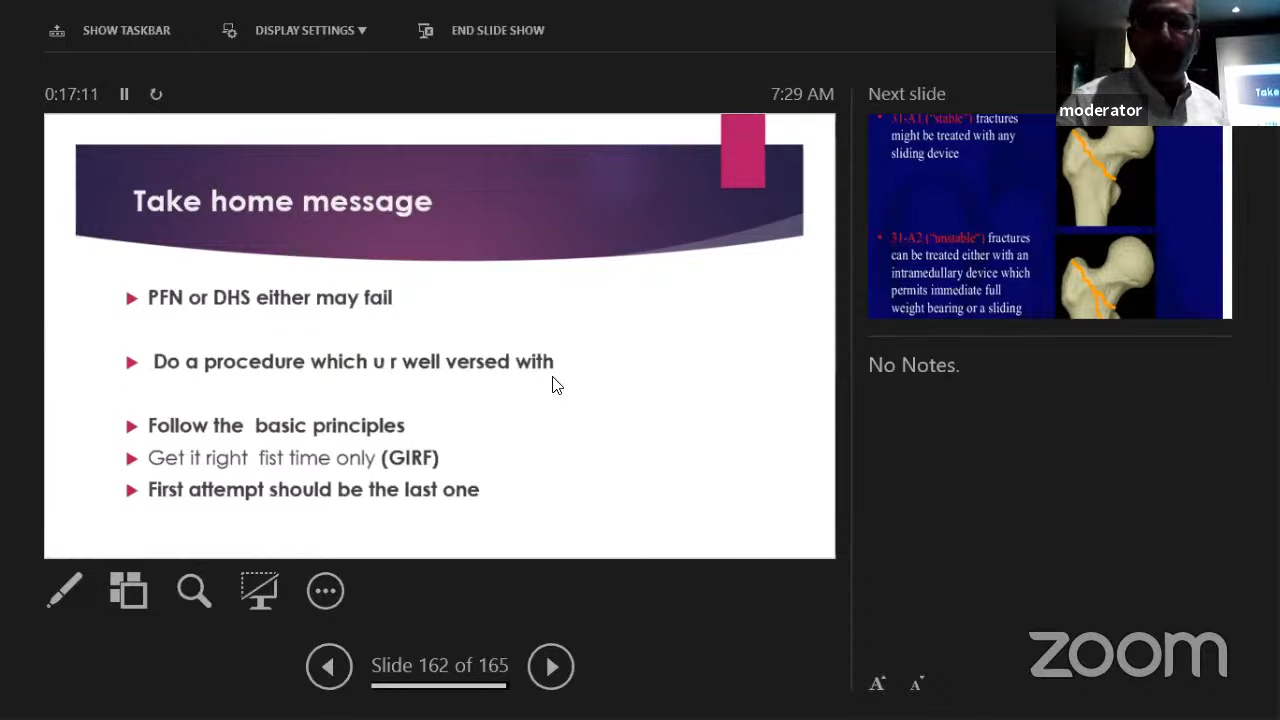 SHOW TASKBAR
DISPLAY SETTINGS
END SLIDE SHOW
0:17:11
7:29 AM
Next slide
moderator
Take
Take home message
PFN or DHS either may fail
Do a procedure which u r well versed with
Follow the basic principles
Get it right fist time only (GIRF)
First attempt should be the last one
31-A1 ("stable") fractures
might be treated with any
sliding device
31-A2 ("unstable") fractures
can be treated either with an
intramedullary device which
permits immediate full
weight bearing or a sliding
No Notes.
Slide 162 of 165
A A
zoom